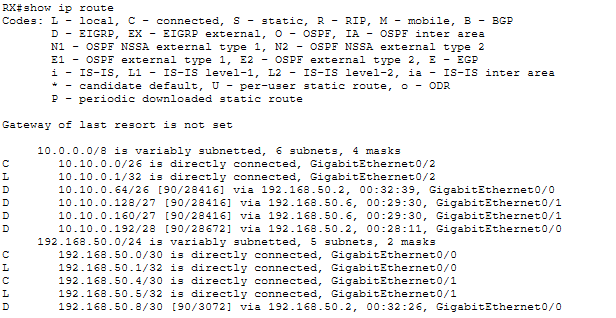 RX#show ip route
Codes: L - local, C - connected, S - static, R - RIP, M - mobile, B - BGP
       D - EIGRP, EX - EIGRP external, O - OSPF, IA - OSPF inter area
       N1 - OSPF NSSA external type 1, N2 - OSPF NSSA external type 2
       E1 - OSPF external type 1, E2 - OSPF external type 2, E - EGP
       i - IS-IS, L1 - IS-IS level-1, L2 - IS-IS level-2, ia - IS-IS inter area
       * - candidate default, U - per-user static route, o - ODR
       P - periodic downloaded static route
Gateway of last resort is not set
     10.0.0.0/8 is variably subnetted, 6 subnets, 4 masks
C       10.10.0.0/26 is directly connected, GigabitEthernet0/2
L       10.10.0.1/32 is directly connected, GigabitEthernet0/2
D       10.10.0.64/26 [90/28416] via 192.168.50.2, 00:32:39, GigabitEthernet0/0
D       10.10.0.128/27 [90/28416] via 192.168.50.6, 00:29:30, GigabitEthernet0/1
D       10.10.0.160/27 [90/28416] via 192.168.50.6, 00:29:30, GigabitEthernet0/1
D       10.10.0.192/28 [90/28672] via 192.168.50.2, 00:28:11, GigabitEthernet0/0
     192.168.50.0/24 is variably subnetted, 5 subnets, 2 masks
C       192.168.50.0/30 is directly connected, GigabitEthernet0/0
L       192.168.50.1/32 is directly connected, GigabitEthernet0/0
C       192.168.50.4/30 is directly connected, GigabitEthernet0/1
L       192.168.50.5/32 is directly connected, GigabitEthernet0/1
D       192.168.50.8/30 [90/3072] via 192.168.50.2, 00:32:26, GigabitEthernet0/0